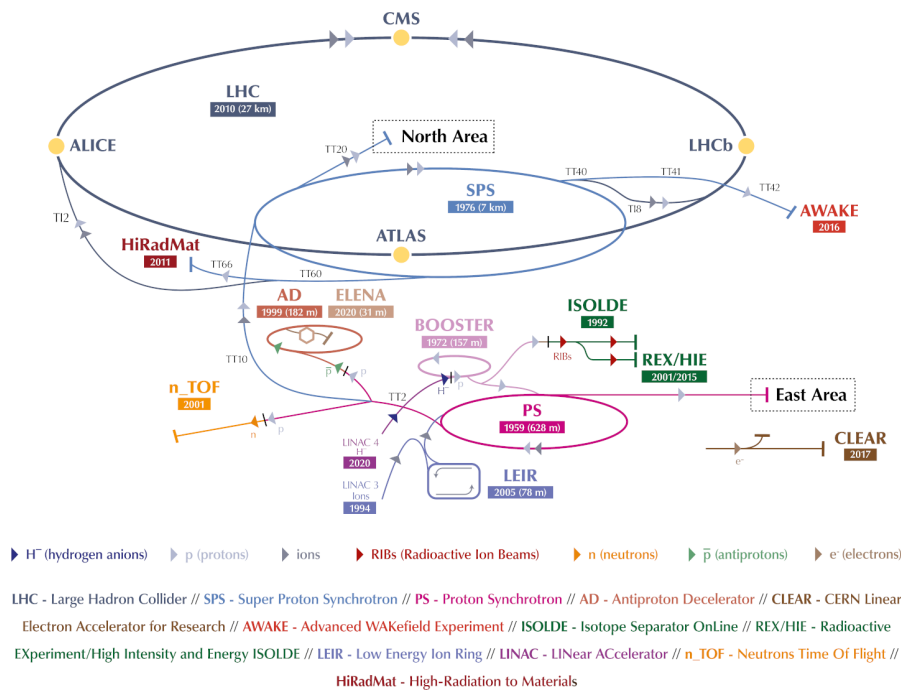 CMS
LHC
2010 (27 km)
North Area
TT20
ALICE
LHCb
TT40
TT41
SPS
TT42
1976 (7 km)
TI8
TI2
AWAKE
2016
ATLAS
HiRadMat
2011
TT66
TT60
AD
ELENA
1999 (182 m)
2020 (31 m)
ISOLDE
1992
BOOSTER
1972 (157 m)
RIBs
REX/HIE
2001/2015
TT10
p̅
p
H⁻
p
n_TOF
2001
TT2
East Area
PS
1959 (628 m)
n
p
LINAC 4
H⁻
2020
CLEAR
2017
e⁻
LINAC 3
Ions
1994
LEIR
2005 (78 m)
H⁻ (hydrogen anions)
p (protons)
ions
RIBs (Radioactive Ion Beams)
n (neutrons)
p̅ (antiprotons)
e⁻ (electrons)
LHC - Large Hadron Collider // SPS - Super Proton Synchrotron // PS - Proton Synchrotron // AD - Antiproton Decelerator // CLEAR - CERN Linear
Electron Accelerator for Research // AWAKE - Advanced WAKefield Experiment // ISOLDE - Isotope Separator OnLine // REX/HIE - Radioactive
EXperiment/High Intensity and Energy ISOLDE // LEIR - Low Energy Ion Ring // LINAC - LINear ACcelerator // n_TOF - Neutrons Time Of Flight //
HiRadMat - High-Radiation to Materials